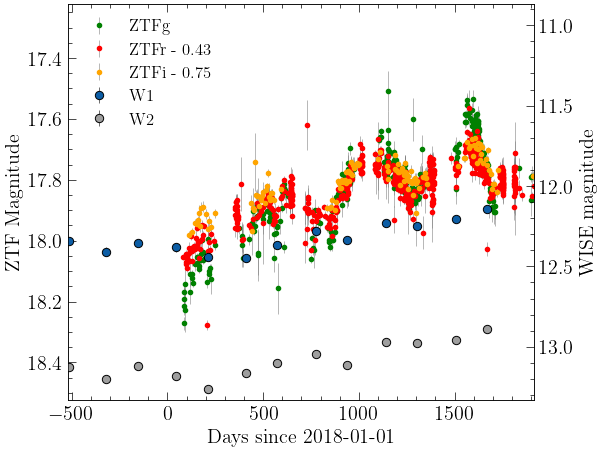 ZTFg
ZTFr - 0.43
ZTFi - 0.75
W1
W2
ZTF Magnitude
17.4
17.6
17.8
18.0
18.2
18.4
11.0
11.5
12.0
12.5
13.0
WISE magnitude
−500
0
500
1000
1500
Days since 2018-01-01